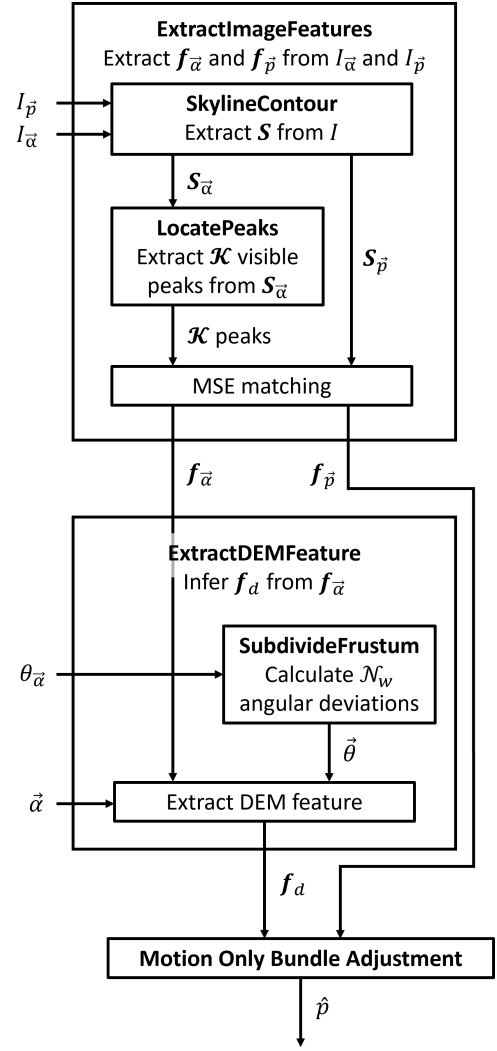 ExtractImageFeatures
Extract 𝒇_α⃗ and 𝒇_p⃗ from I_α⃗ and I_p⃗
I_p⃗
I_α⃗
SkylineContour
Extract 𝑺 from I
𝑺_α⃗
𝑺_p⃗
LocatePeaks
Extract 𝓚 visible
peaks from 𝑺_α⃗
𝓚 peaks
MSE matching
𝒇_α⃗
𝒇_p⃗
ExtractDEMFeature
Infer 𝒇_d from 𝒇_α⃗
θ_α⃗
SubdivideFrustum
Calculate 𝒩_w
angular deviations
θ⃗
α⃗
Extract DEM feature
𝒇_d
Motion Only Bundle Adjustment
p̂